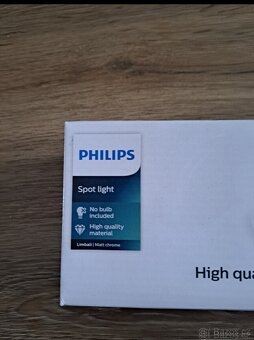 PHILIPS
Spot light
No bulb
included
High quality
material
Limbali | Matt chrome
High qua